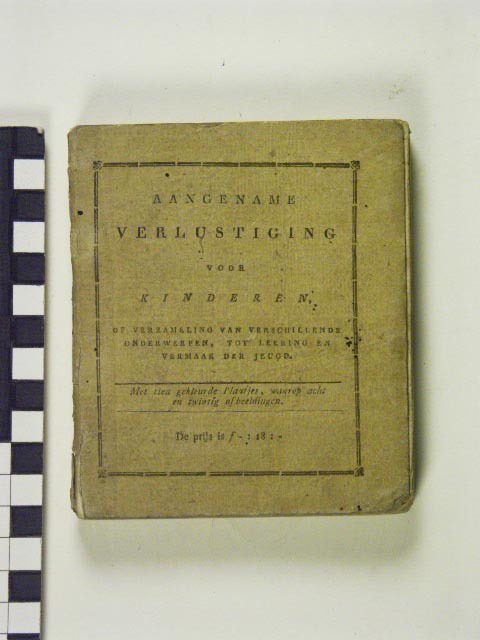 AANGENAME
VERLUSTIGING
VOOR
KINDEREN,
OF VERZAMELING VAN VERSCHILLENDE
ONDERWERPEN, TOT LEERING EN
VERMAAK DER JEUGD.
Met tien gekleurde Plaatjes, waarop acht
en twintig afbeeldingen.
De prijs is f - : 18 : -